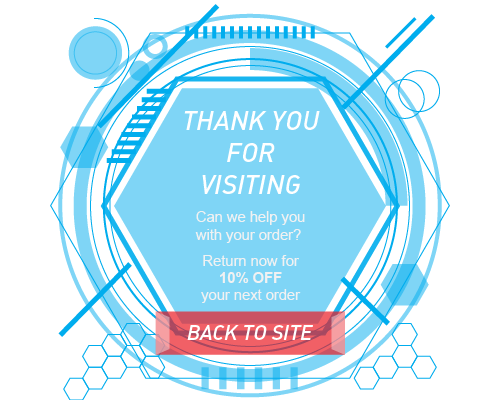 THANK YOU
FOR
VISITING
Can we help you
with your order?
Return now for
10% OFF
your next order
BACK TO SITE